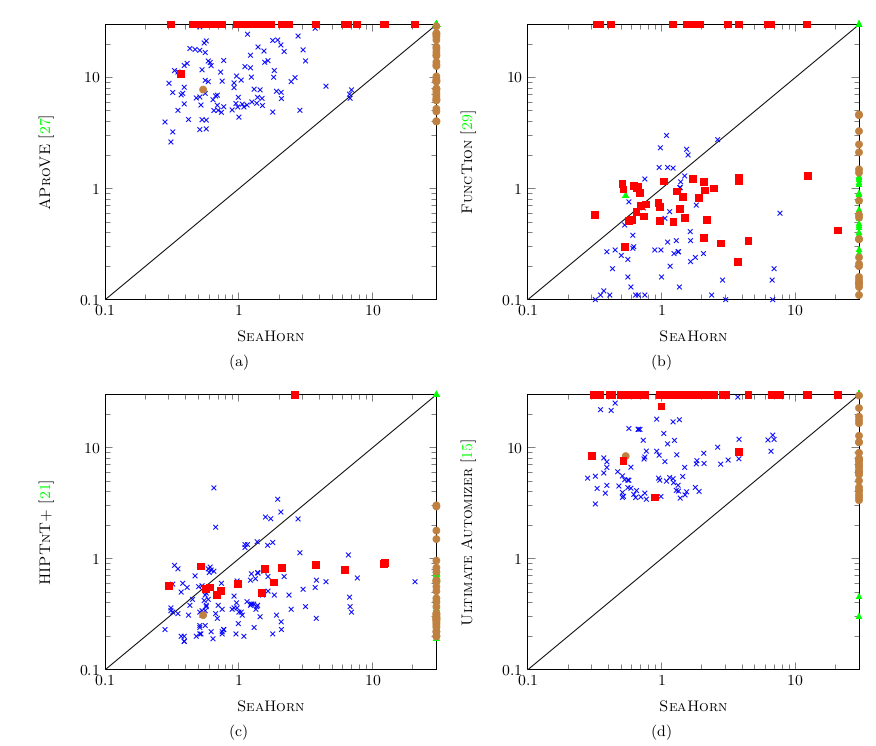 10
1
0.1
0.1
1
10
APROVE [27]
SEAHORN
(a)
10
1
0.1
0.1
1
10
FUNCTION [29]
SEAHORN
(b)
10
1
0.1
0.1
1
10
HIPTNT+ [21]
SEAHORN
(c)
10
1
0.1
0.1
1
10
ULTIMATE AUTOMIZER [15]
SEAHORN
(d)